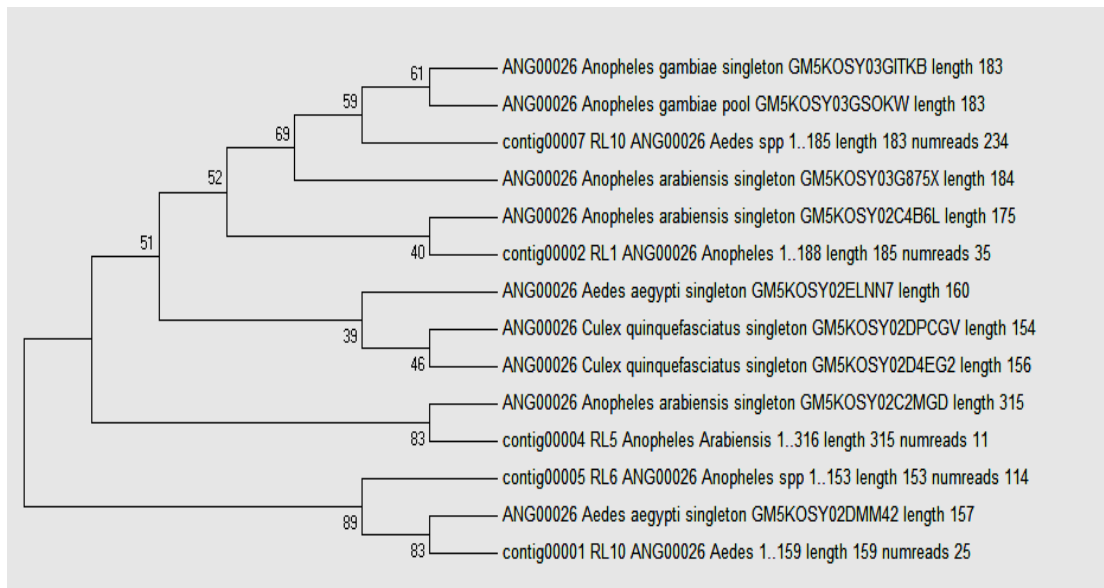 61
ANG00026 Anopheles gambiae singleton GM5KOSY03GITKB length 183
59
ANG00026 Anopheles gambiae pool GM5KOSY03GSOKW length 183
69
contig00007 RL10 ANG00026 Aedes spp 1..185 length 183 numreads 234
52
ANG00026 Anopheles arabiensis singleton GM5KOSY03G875X length 184
ANG00026 Anopheles arabiensis singleton GM5KOSY02C4B6L length 175
51
40
contig00002 RL1 ANG00026 Anopheles 1..188 length 185 numreads 35
ANG00026 Aedes aegypti singleton GM5KOSY02ELNN7 length 160
39
ANG00026 Culex quinquefasciatus singleton GM5KOSY02DPCGV length 154
46
ANG00026 Culex quinquefasciatus singleton GM5KOSY02D4EG2 length 156
ANG00026 Anopheles arabiensis singleton GM5KOSY02C2MGD length 315
83
contig00004 RL5 Anopheles Arabiensis 1..316 length 315 numreads 11
contig00005 RL6 ANG00026 Anopheles spp 1..153 length 153 numreads 114
89
ANG00026 Aedes aegypti singleton GM5KOSY02DMM42 length 157
83
contig00001 RL10 ANG00026 Aedes 1..159 length 159 numreads 25